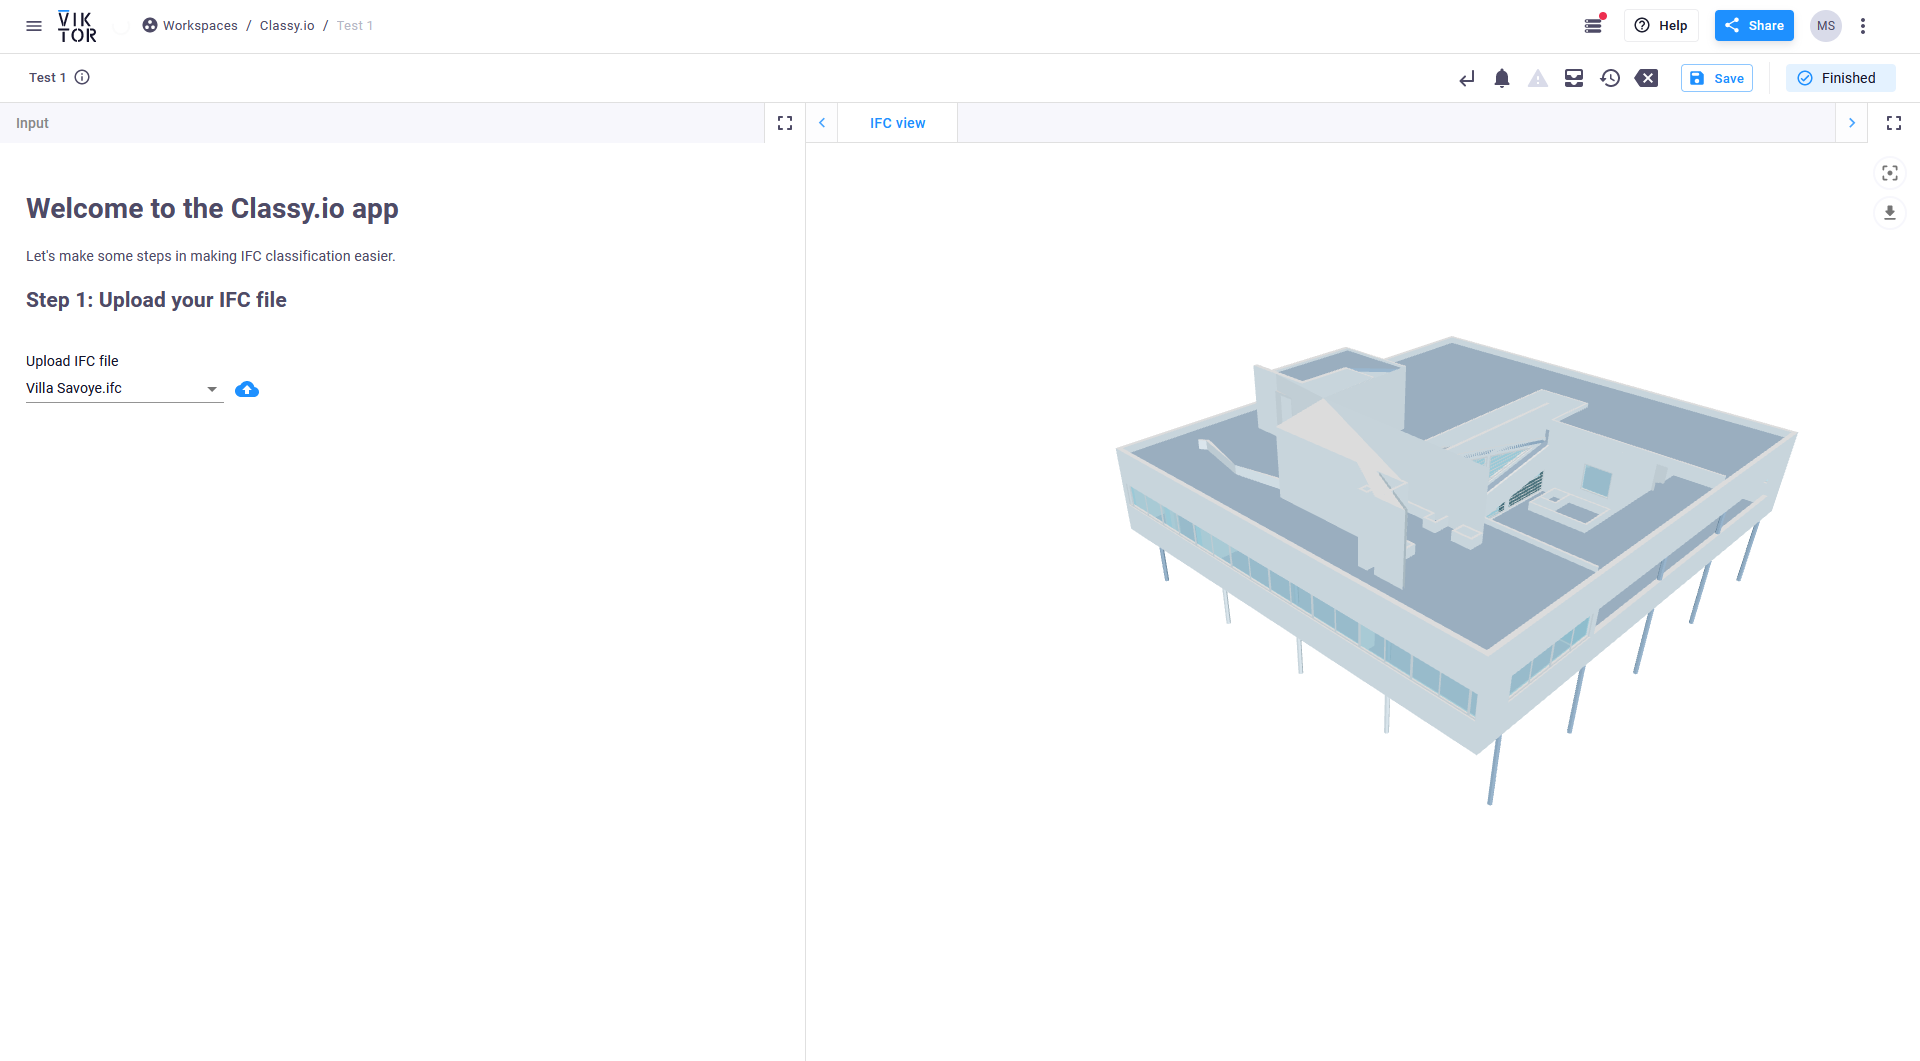 VIKTOR
Workspaces / Classy.io / Test 1
Help
Share
MS
Test 1
Save
Finished
Input
IFC view
Welcome to the Classy.io app
Let's make some steps in making IFC classification easier.
Step 1: Upload your IFC file
Upload IFC file
Villa Savoye.ifc